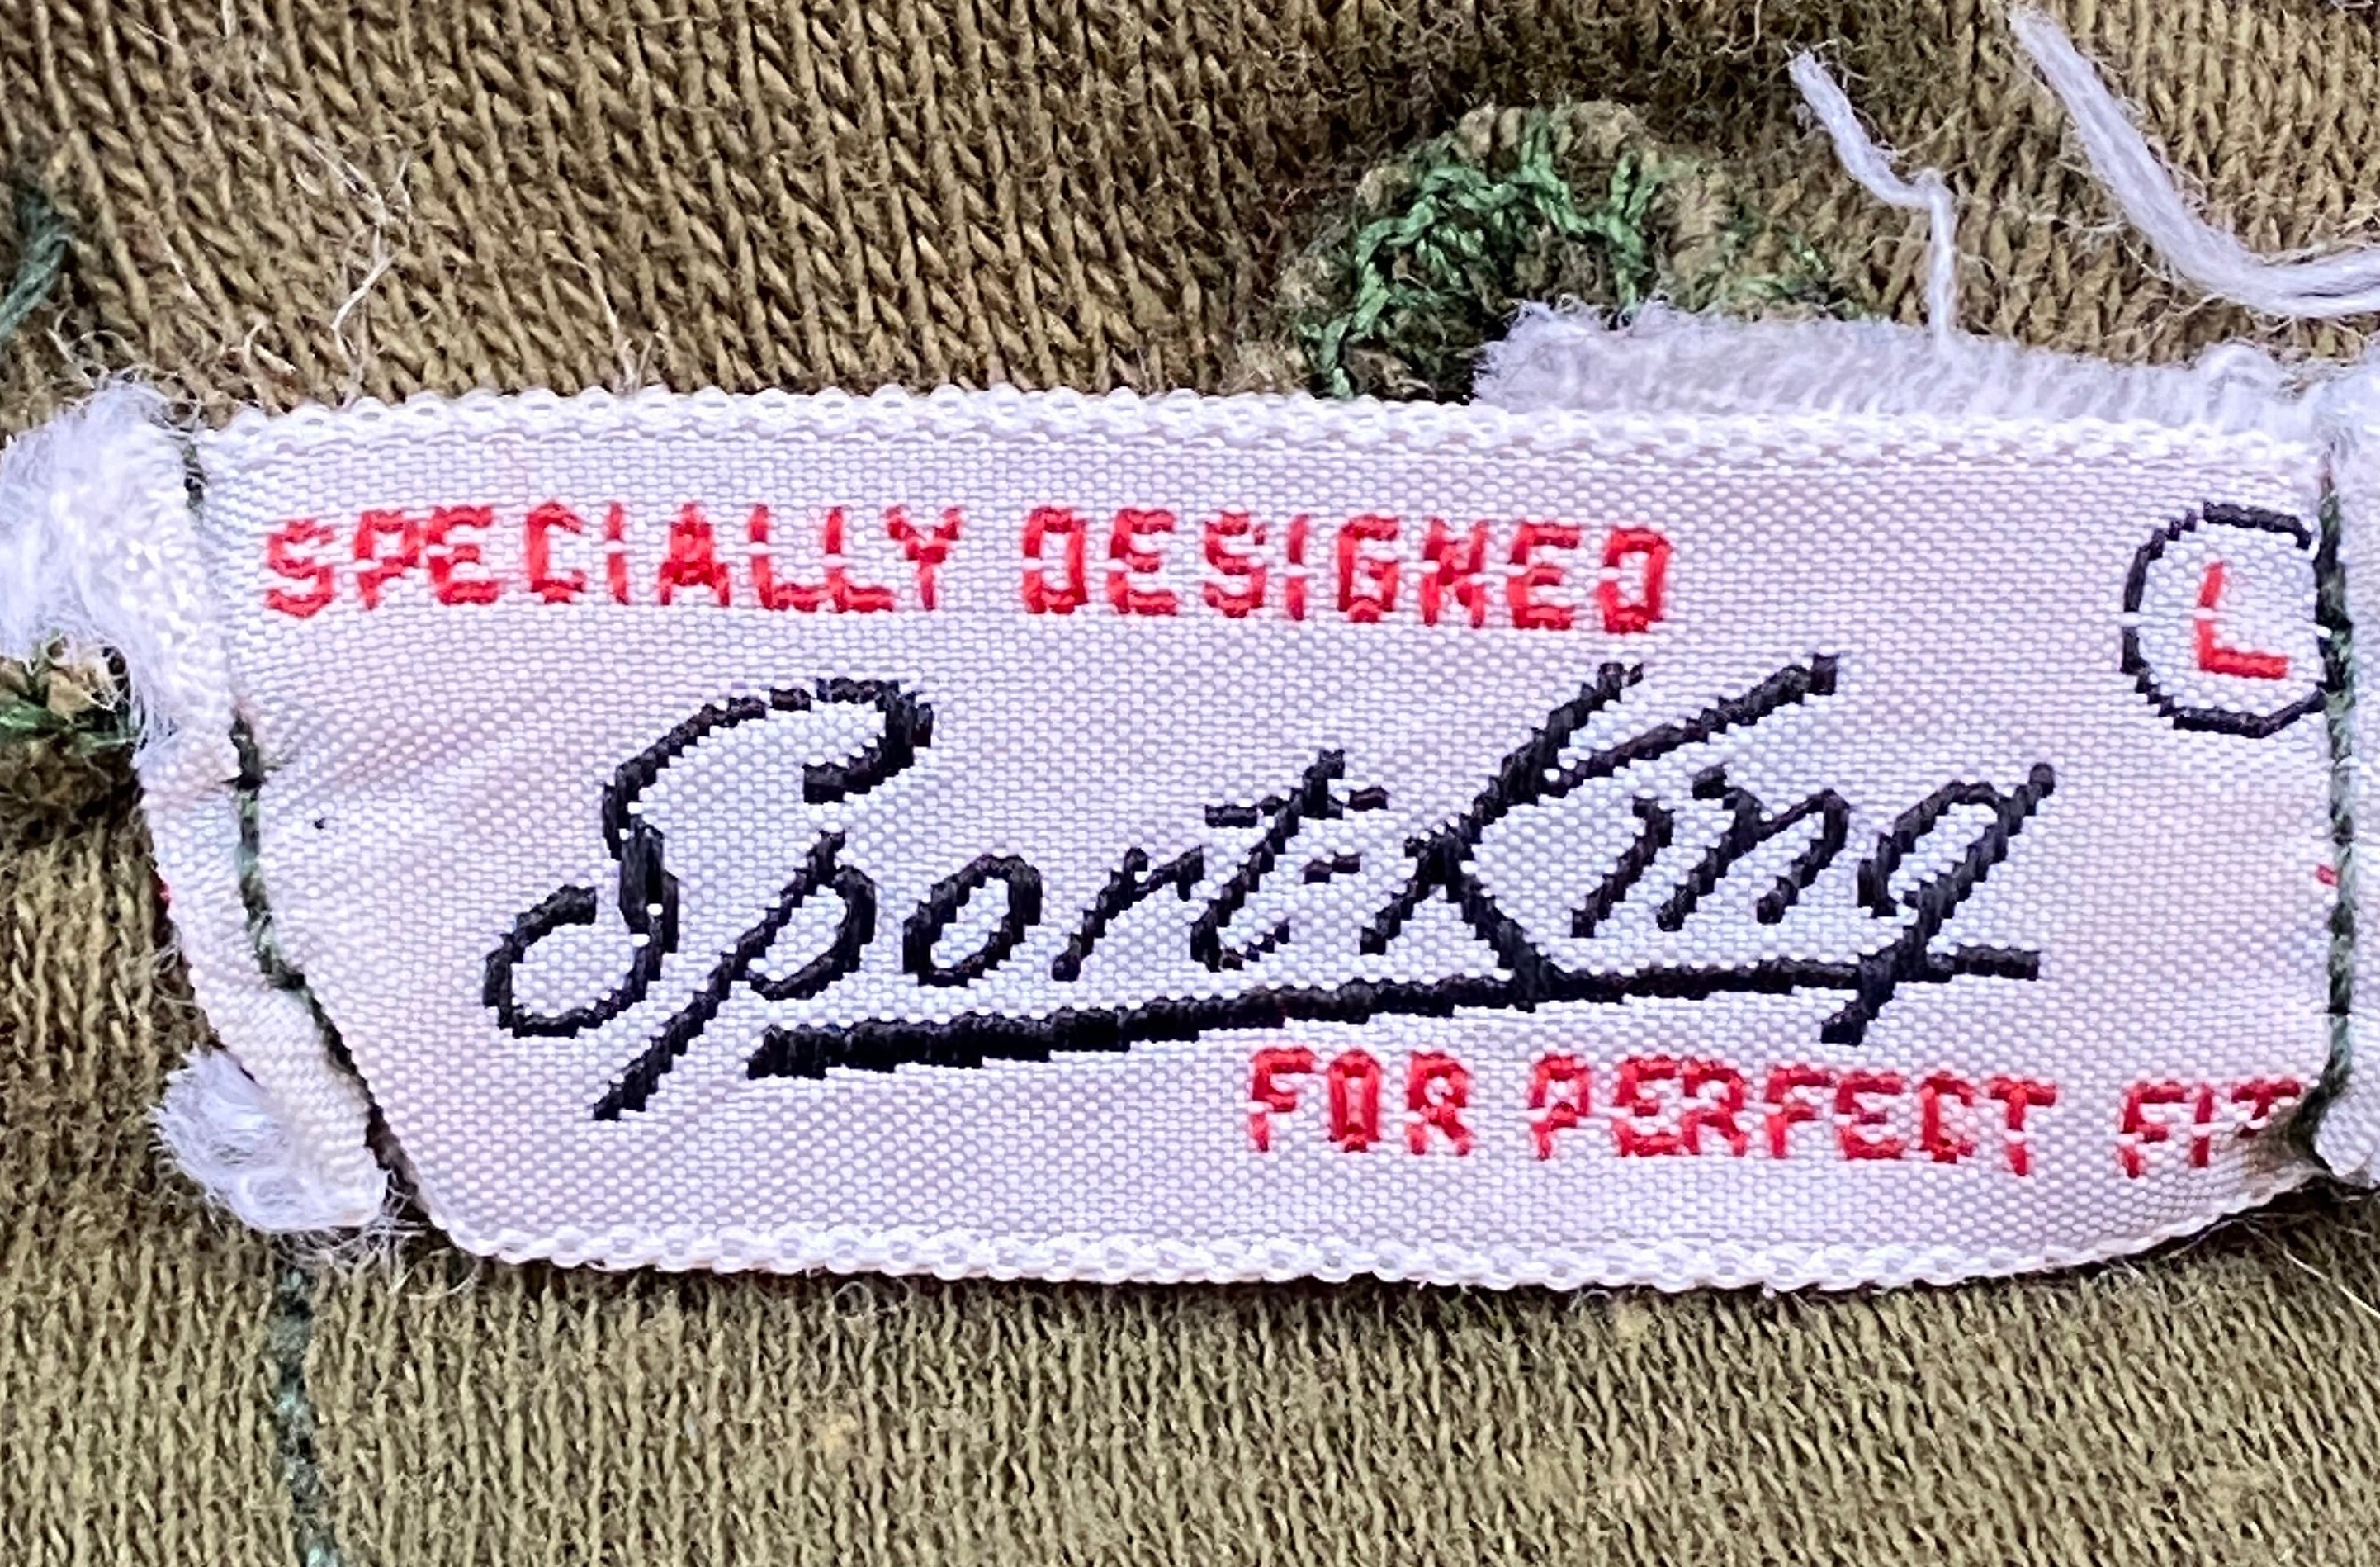 SPECIALLY DESIGNED
L
Sport-King
FOR PERFECT FIT